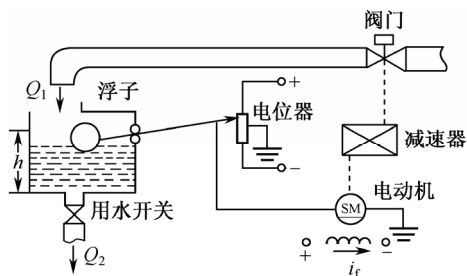 阀门
Q1
浮子
+
电位器
h
减速器
−
用水开关
电动机
SM
Q2
+
if
−